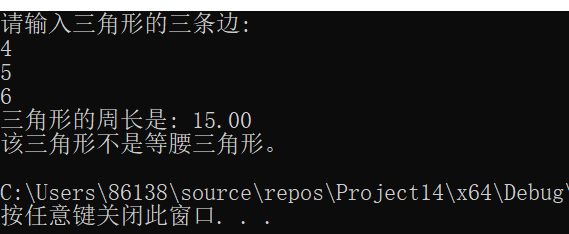 请输入三角形的三条边:
4
5
6
三角形的周长是: 15.00
该三角形不是等腰三角形。
C:\Users\86138\source\repos\Project14\x64\Debug\
按任意键关闭此窗口. . .